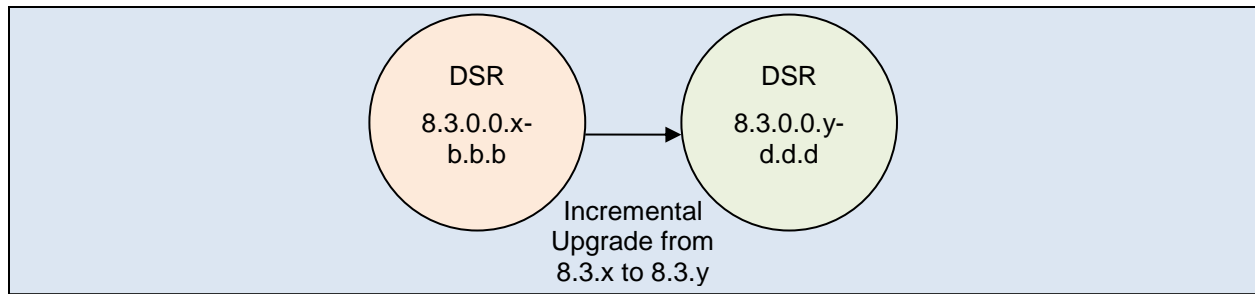 DSR
8.3.0.0.x-
b.b.b
DSR
8.3.0.0.y-
d.d.d
Incremental
Upgrade from
8.3.x to 8.3.y